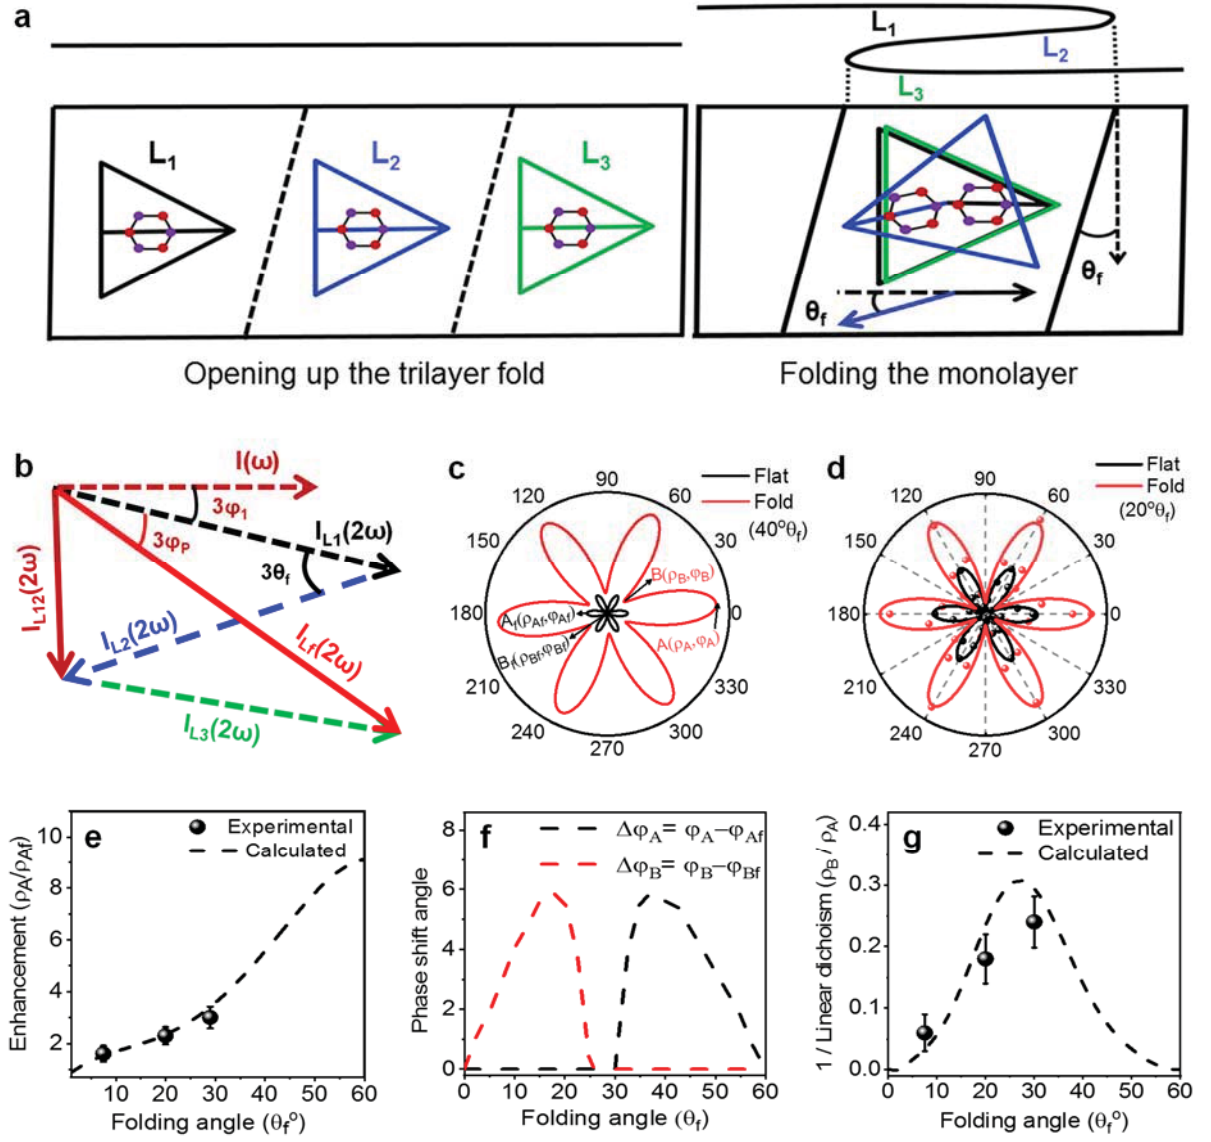 a
L₁
L₂
L₃
L₁
L₂
L₃
θf
θf
Opening up the trilayer fold
Folding the monolayer
b
I(ω)
3φ₁
3φP
IL1(2ω)
3θf
IL12(2ω)
IL2(2ω)
ILf(2ω)
IL3(2ω)
c
Flat
Fold
(40°θf)
90
120
60
150
30
180
0
210
330
240
300
270
B(ρB,φB)
Af(ρAf,φAf)
Bf(ρBf,φBf)
A(ρA,φA)
d
Flat
Fold
(20°θf)
90
120
60
150
30
180
0
210
330
240
300
270
e
Experimental
Calculated
Enhancement (ρA/ρAf)
10
8
6
4
2
10 20 30 40 50 60
Folding angle (θf°)
f
ΔφA= φA−φAf
ΔφB= φB−φBf
Phase shift angle
8
6
4
2
0
0 10 20 30 40 50 60
Folding angle (θf)
g
Experimental
Calculated
1 / Linear dichoism (ρB / ρA)
0.4
0.3
0.2
0.1
0.0
0 10 20 30 40 50 60
Folding angle (θf°)